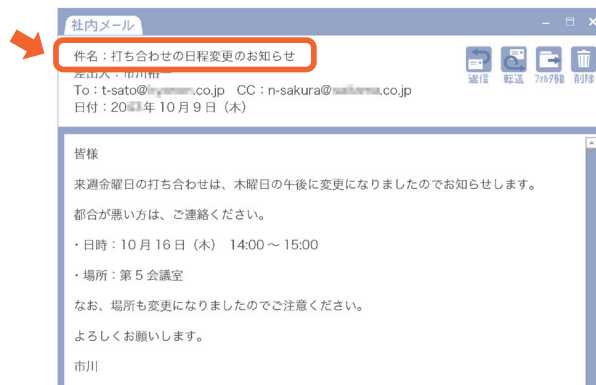 社内メール
件名：打ち合わせの日程変更のお知らせ
差出人：市川裕一
To：t-sato@ .co.jp CC：n-sakura@ .co.jp
日付：20 年10月9日（木）
返信 転送 ﾌｫﾙﾀﾞ移動 削除
皆様
来週金曜日の打ち合わせは、木曜日の午後に変更になりましたのでお知らせします。
都合が悪い方は、ご連絡ください。
・日時：10月16日（木） 14:00～15:00
・場所：第5会議室
なお、場所も変更になりましたのでご注意ください。
よろしくお願いします。
市川